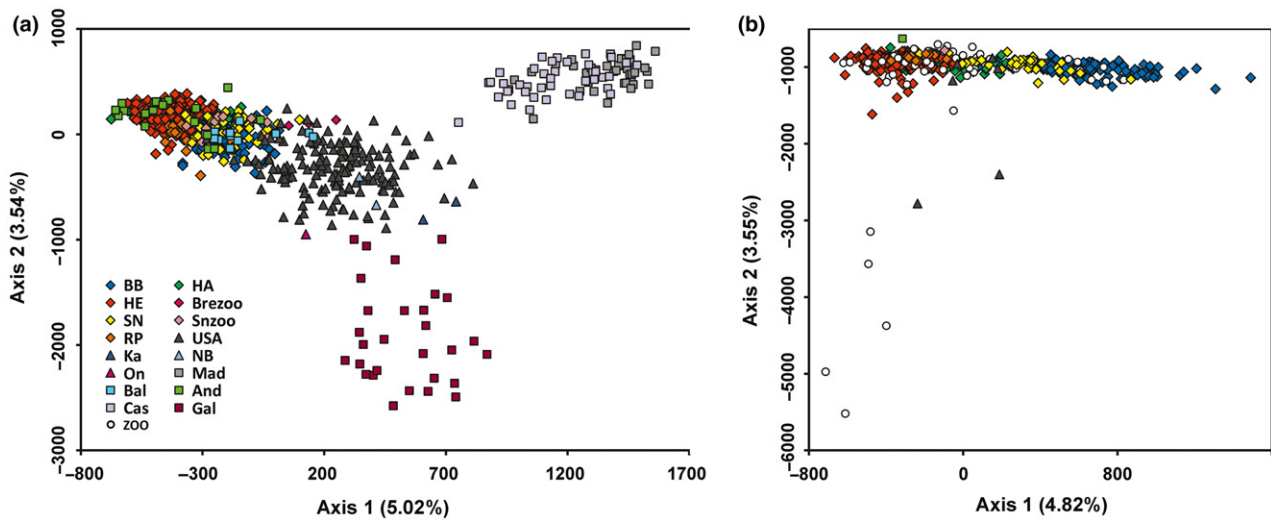 (a)
1000
0
−1000
−2000
−3000
Axis 2 (3.54%)
−800
−300
200
700
1200
1700
Axis 1 (5.02%)
BB
HE
SN
RP
Ka
On
Bal
Cas
zoo
HA
Brezoo
Snzoo
USA
NB
Mad
And
Gal
(b)
−1000
−2000
−3000
−4000
−5000
−6000
Axis 2 (3.55%)
−800
0
800
Axis 1 (4.82%)